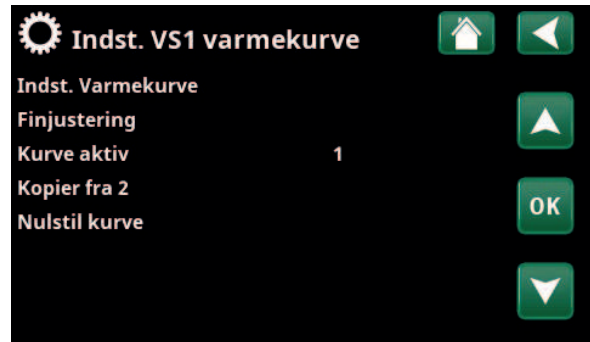 Indst. VS1 varmekurve
Indst. Varmekurve
Finjustering
Kurve aktiv 1
Kopier fra 2
Nulstil kurve
OK